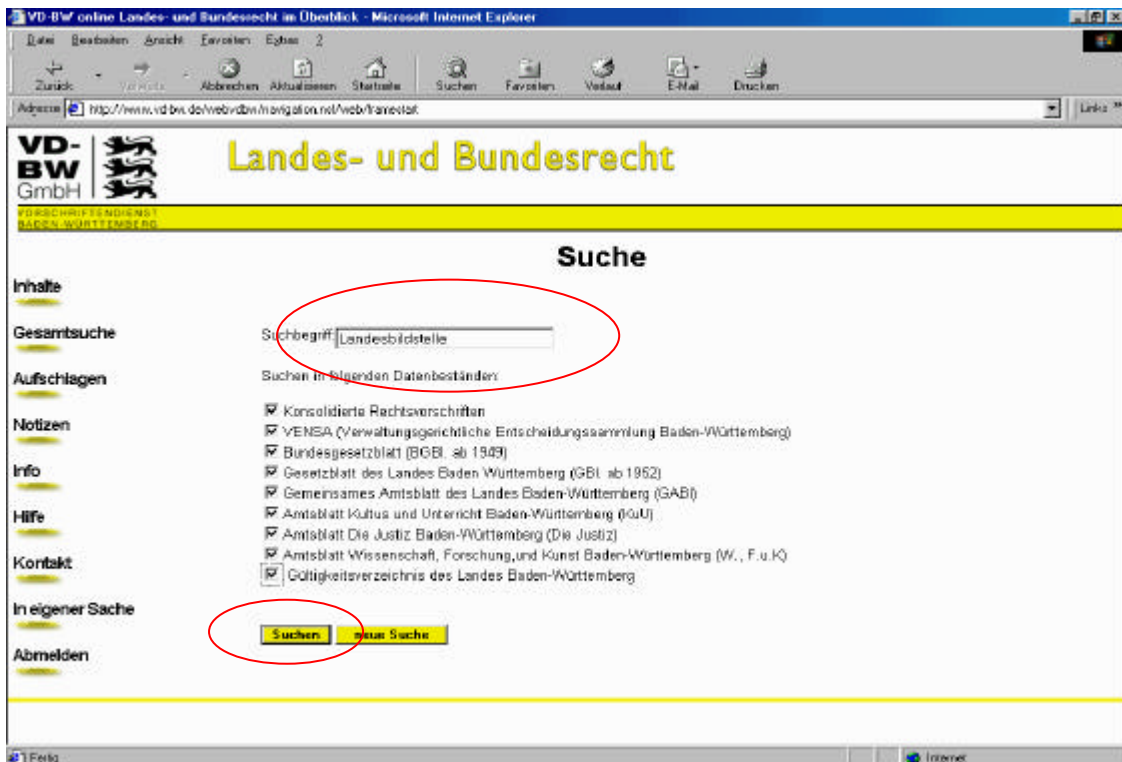 VD-BW online Landes- und Bundesrecht im Überblick - Microsoft Internet Explorer
Datei Bearbeiten Ansicht Favoriten Extras ?
Zurück Vorwärts Abbrechen Aktualisieren Startseite Suchen Favoriten Verlauf E-Mail Drucken
Adresse http://www.vd-bw.de/webvdbw/navigation.nsf/web/framestart Links »
VD-
BW
GmbH
VORSCHRIFTENDIENST
BADEN-WÜRTTEMBERG
Landes- und Bundesrecht
Suche
Inhalte
Gesamtsuche
Aufschlagen
Notizen
Info
Hilfe
Kontakt
In eigener Sache
Abmelden
Suchbegriff: Landesbildstelle
Suchen in folgenden Datenbeständen:
Konsolidierte Rechtsvorschriften
VENSA (Verwaltungsgerichtliche Entscheidungssammlung Baden-Württemberg)
Bundesgesetzblatt (BGBl. ab 1949)
Gesetzblatt des Landes Baden Württemberg (GBl. ab 1952)
Gemeinsames Amtsblatt des Landes Baden-Württemberg (GABl)
Amtsblatt Kultus und Unterricht Baden-Württemberg (KuU)
Amtsblatt Die Justiz Baden-Württemberg (Die Justiz)
Amtsblatt Wissenschaft, Forschung,und Kunst Baden-Württemberg (W., F.u.K)
Gültigkeitsverzeichnis des Landes Baden-Württemberg
Suchen neue Suche
Fertig Internet